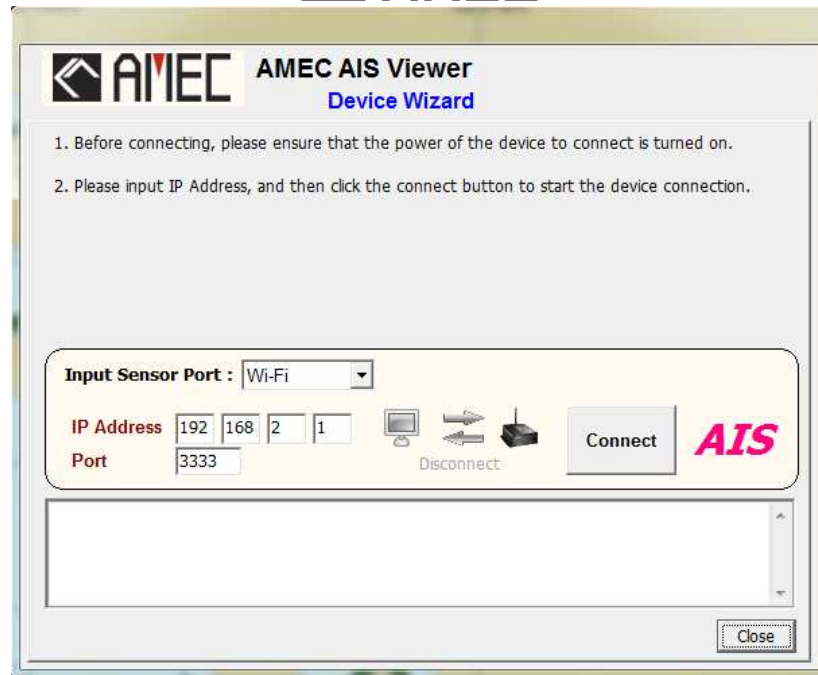 AMEC
AMEC AIS Viewer
Device Wizard
1. Before connecting, please ensure that the power of the device to connect is turned on.
2. Please input IP Address, and then click the connect button to start the device connection.
Input Sensor Port : Wi-Fi
IP Address 192 168 2 1
Port 3333
Disconnect
Connect
AIS
Close